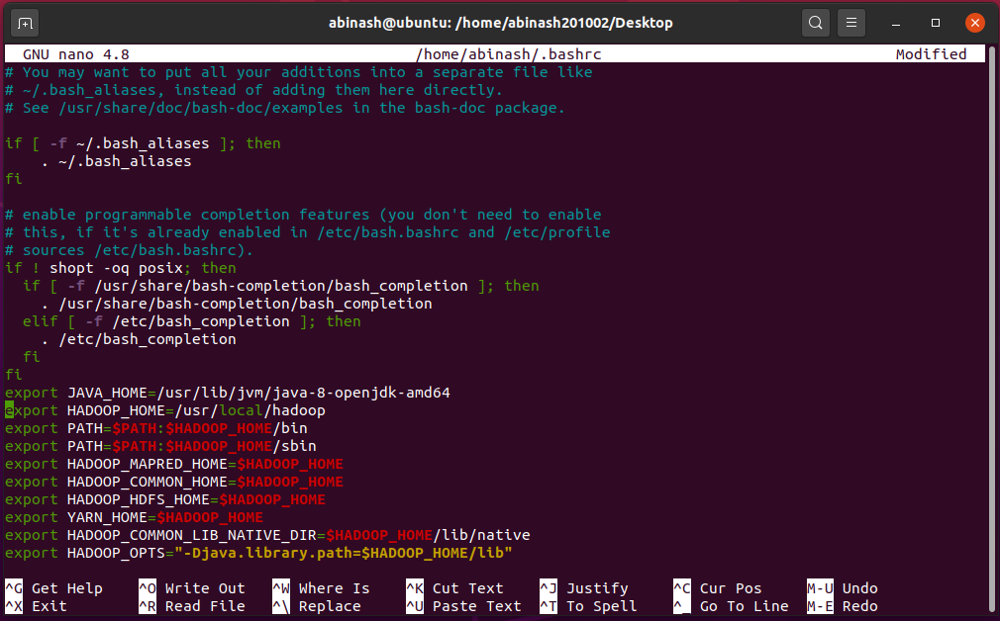 abinash@ubuntu: /home/abinash201002/Desktop
GNU nano 4.8 /home/abinash/.bashrc Modified
# You may want to put all your additions into a separate file like
# ~/.bash_aliases, instead of adding them here directly.
# See /usr/share/doc/bash-doc/examples in the bash-doc package.
if [ -f ~/.bash_aliases ]; then
    . ~/.bash_aliases
fi
# enable programmable completion features (you don't need to enable
# this, if it's already enabled in /etc/bash.bashrc and /etc/profile
# sources /etc/bash.bashrc).
if ! shopt -oq posix; then
  if [ -f /usr/share/bash-completion/bash_completion ]; then
    . /usr/share/bash-completion/bash_completion
  elif [ -f /etc/bash_completion ]; then
    . /etc/bash_completion
  fi
fi
export JAVA_HOME=/usr/lib/jvm/java-8-openjdk-amd64
export HADOOP_HOME=/usr/local/hadoop
export PATH=$PATH:$HADOOP_HOME/bin
export PATH=$PATH:$HADOOP_HOME/sbin
export HADOOP_MAPRED_HOME=$HADOOP_HOME
export HADOOP_COMMON_HOME=$HADOOP_HOME
export HADOOP_HDFS_HOME=$HADOOP_HOME
export YARN_HOME=$HADOOP_HOME
export HADOOP_COMMON_LIB_NATIVE_DIR=$HADOOP_HOME/lib/native
export HADOOP_OPTS="-Djava.library.path=$HADOOP_HOME/lib"
^G Get Help ^O Write Out ^W Where Is ^K Cut Text ^J Justify ^C Cur Pos M-U Undo
^X Exit ^R Read File ^\ Replace ^U Paste Text ^T To Spell ^_ Go To Line M-E Redo